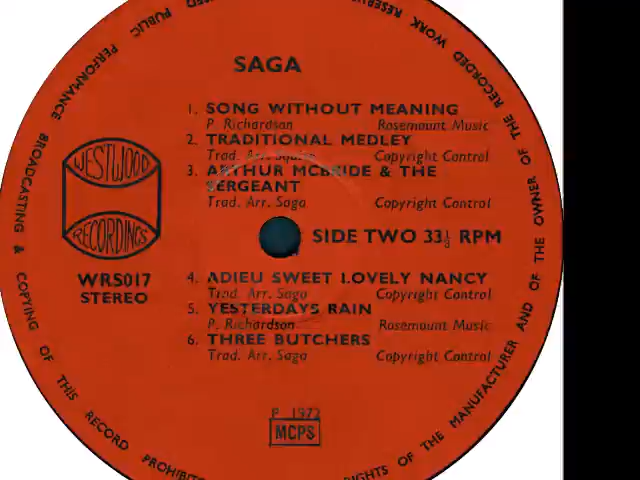 SAGA
1. SONG WITHOUT MEANING
P. Richardson Rosemount Music
2. TRADITIONAL MEDLEY
Trad. Arr. Copyright Control
3. ARTHUR MCBRIDE & THE
SERGEANT
Trad. Arr. Saga Copyright Control
WESTWOOD
RECORDINGS
SIDE TWO 33⅓ RPM
WRS017
STEREO
4. ADIEU SWEET LOVELY NANCY
Trad. Arr. Saga Copyright Control
5. YESTERDAYS RAIN
P. Richardson Rosemount Music
6. THREE BUTCHERS
Trad. Arr. Saga Copyright Control
P 1972
MCPS
RIGHTS OF THE MANUFACTURER AND OF THE OWNER OF THE RECORDED WORK RESERVED
PUBLIC PERFORMANCE BROADCASTING & COPYING OF THIS RECORD PROHIBIT